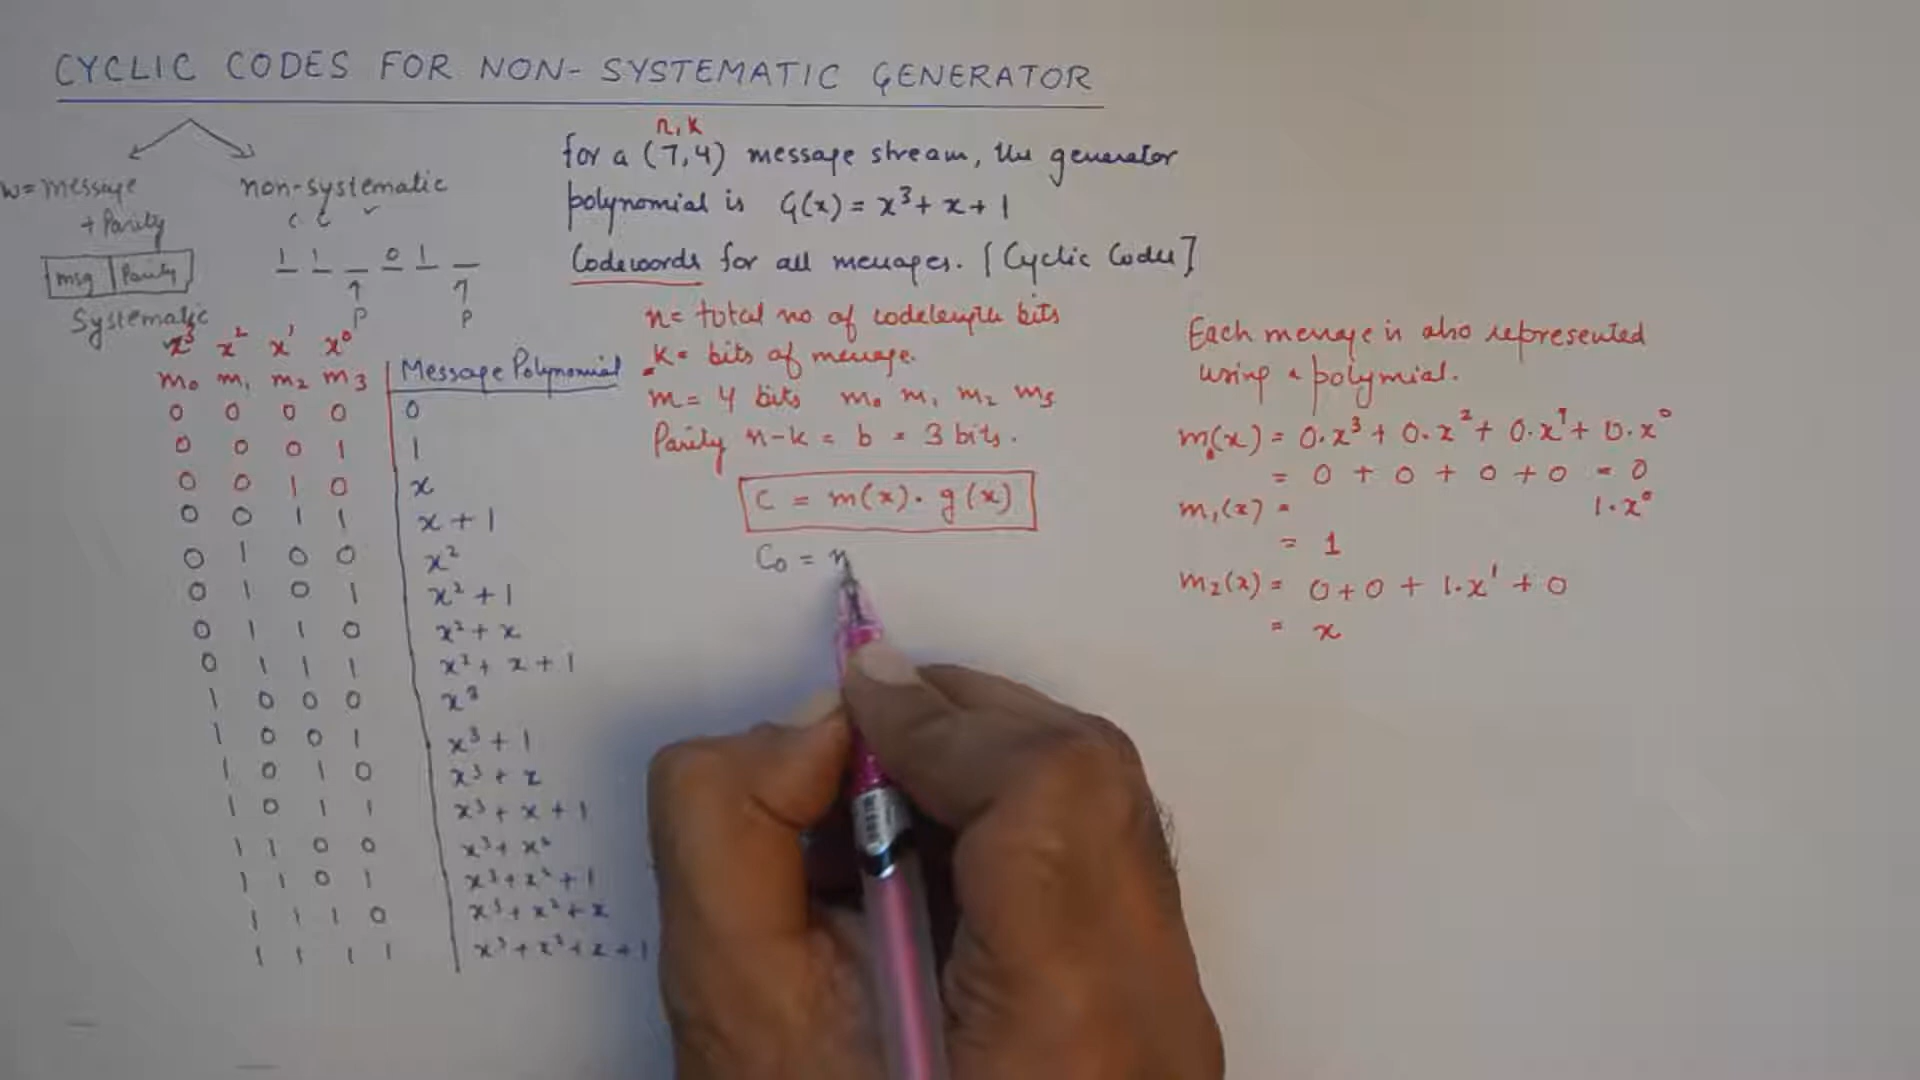 CYCLIC CODES FOR NON-SYSTEMATIC GENERATOR
w = message
+ Parity
msg | Parity
Systematic
non-systematic
1 1 _ 0 1 _
↑ ↑
P P
n, k
for a (7,4) message stream, the generator
polynomial is G(x) = x³ + x + 1
Codewords for all messages. [Cyclic Codes]
n = total no of codelength bits
k = bits of message.
m = 4 bits m₀ m₁ m₂ m₃
Parity n-k = b = 3 bits.
C = m(x) · g(x)
C₀ = m
x³ x² x¹ x⁰
m₀ m₁ m₂ m₃ | Message Polynomial
0 0 0 0 | 0
0 0 0 1 | 1
0 0 1 0 | x
0 0 1 1 | x + 1
0 1 0 0 | x²
0 1 0 1 | x² + 1
0 1 1 0 | x² + x
0 1 1 1 | x² + x + 1
1 0 0 0 | x³
1 0 0 1 | x³ + 1
1 0 1 0 | x³ + x
1 0 1 1 | x³ + x + 1
1 1 0 0 | x³ + x²
1 1 0 1 | x³ + x² + 1
1 1 1 0 | x³ + x² + x
1 1 1 1 | x³ + x² + x + 1
Each message is also represented
using a polymial.
m₀(x) = 0·x³ + 0·x² + 0·x¹ + 0·x⁰
= 0 + 0 + 0 + 0 = 0
m₁(x) = 1·x⁰
= 1
m₂(x) = 0 + 0 + 1·x¹ + 0
= x